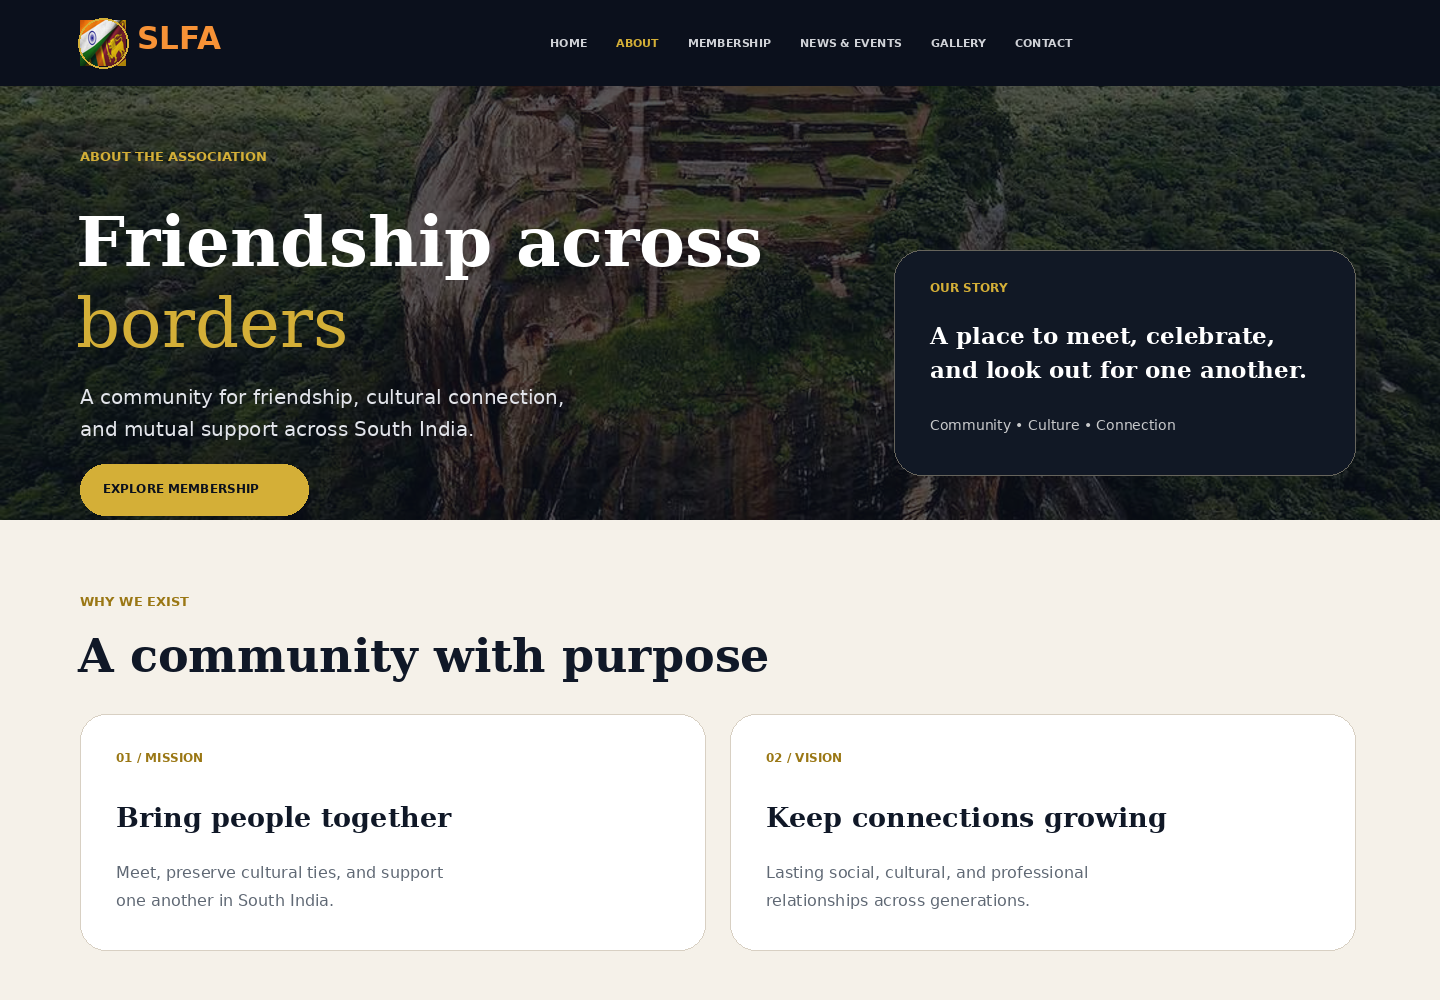 SLFA
HOME ABOUT MEMBERSHIP NEWS & EVENTS GALLERY CONTACT
ABOUT THE ASSOCIATION
Friendship across
borders
A community for friendship, cultural connection,
and mutual support across South India.
EXPLORE MEMBERSHIP
OUR STORY
A place to meet, celebrate,
and look out for one another.
Community • Culture • Connection
WHY WE EXIST
A community with purpose
01 / MISSION
Bring people together
Meet, preserve cultural ties, and support
one another in South India.
02 / VISION
Keep connections growing
Lasting social, cultural, and professional
relationships across generations.